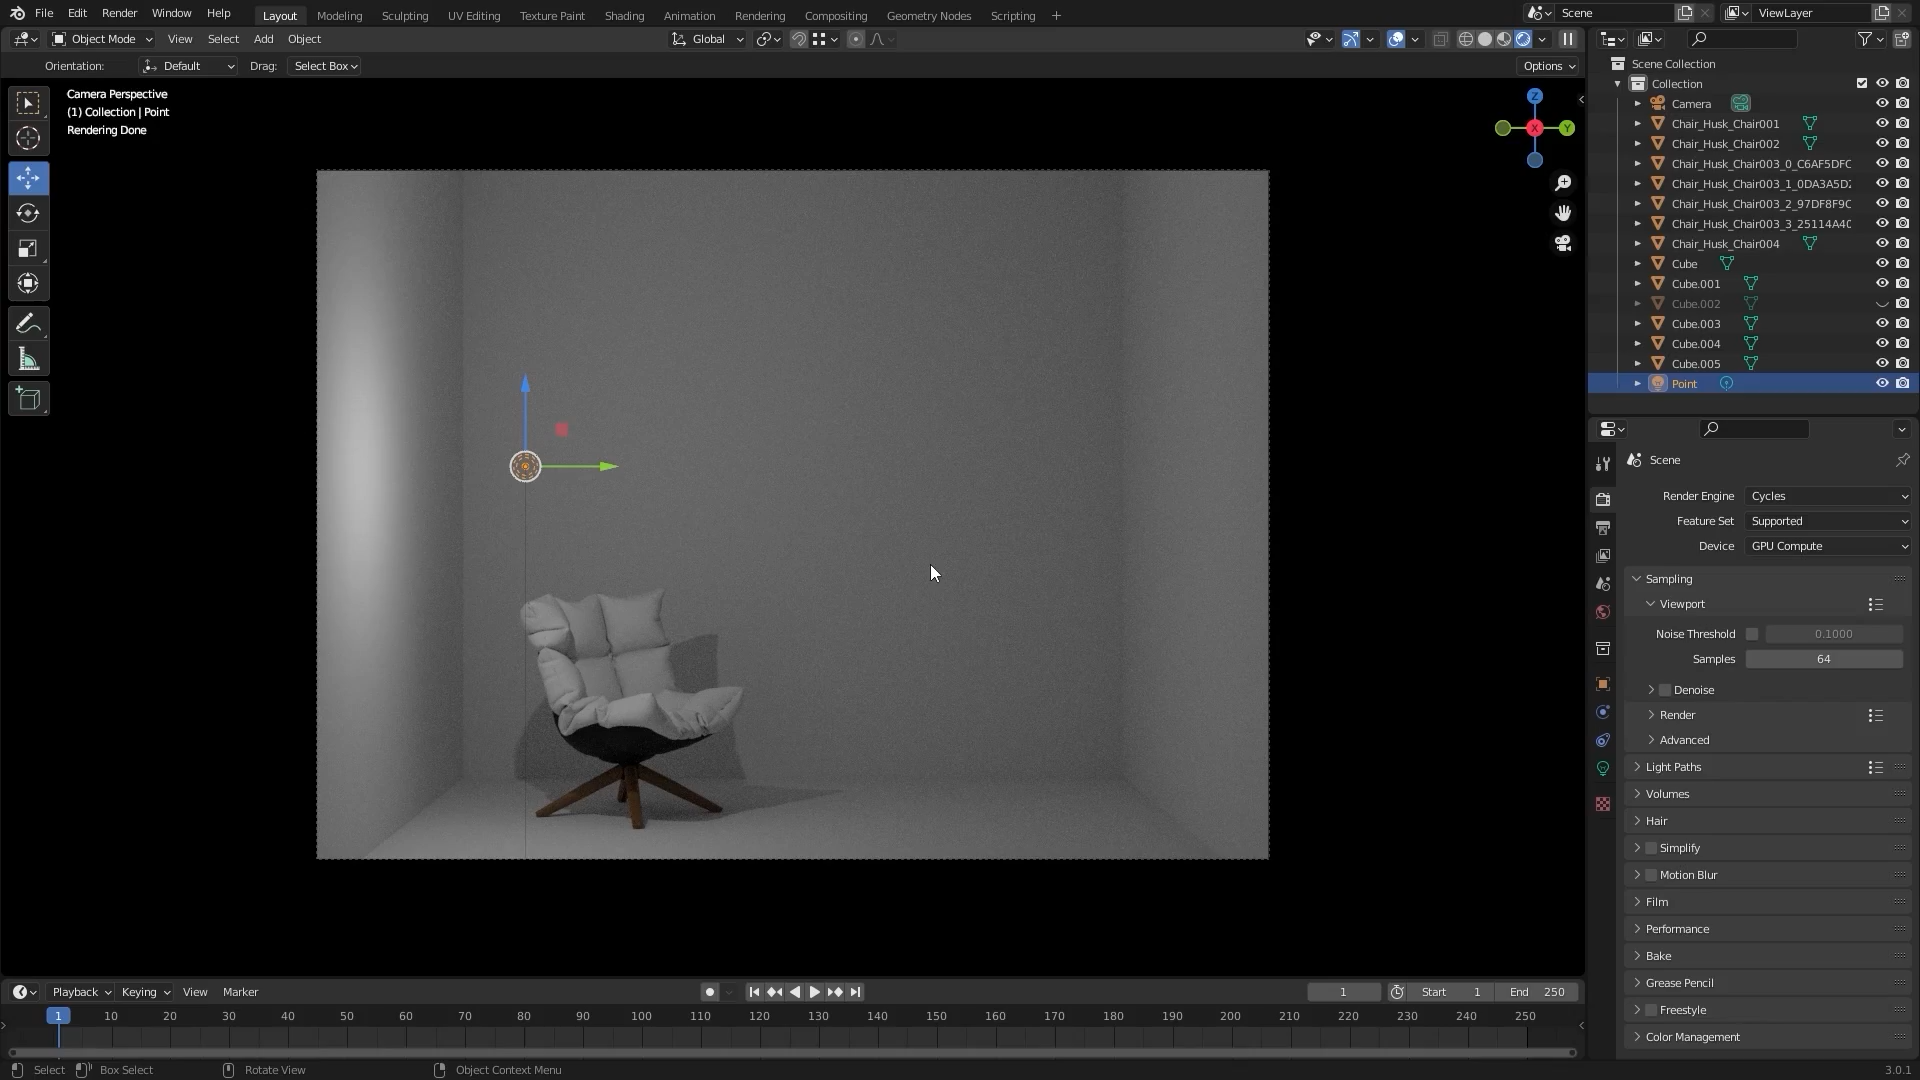 File Edit Render Window Help Layout Modeling Sculpting UV Editing Texture Paint Shading Animation Rendering Compositing Geometry Nodes Scripting + Scene ViewLayer
Object Mode View Select Add Object Global
Orientation: Default Drag: Select Box Options
Camera Perspective
(1) Collection | Point
Rendering Done
Z
X
Y
Scene Collection
Collection
Camera
Chair_Husk_Chair001
Chair_Husk_Chair002
Chair_Husk_Chair003_0_C6AF5DFC
Chair_Husk_Chair003_1_0DA3A5D2
Chair_Husk_Chair003_2_97DF8F9C
Chair_Husk_Chair003_3_25114A40
Chair_Husk_Chair004
Cube
Cube.001
Cube.002
Cube.003
Cube.004
Cube.005
Point
Scene
Render Engine Cycles
Feature Set Supported
Device GPU Compute
Sampling
Viewport
Noise Threshold 0.1000
Samples 64
Denoise
Render
Advanced
Light Paths
Volumes
Hair
Simplify
Motion Blur
Film
Performance
Bake
Grease Pencil
Freestyle
Color Management
Playback Keying View Marker 1 Start 1 End 250
1 10 20 30 40 50 60 70 80 90 100 110 120 130 140 150 160 170 180 190 200 210 220 230 240 250
Select Box Select Rotate View Object Context Menu 3.0.1